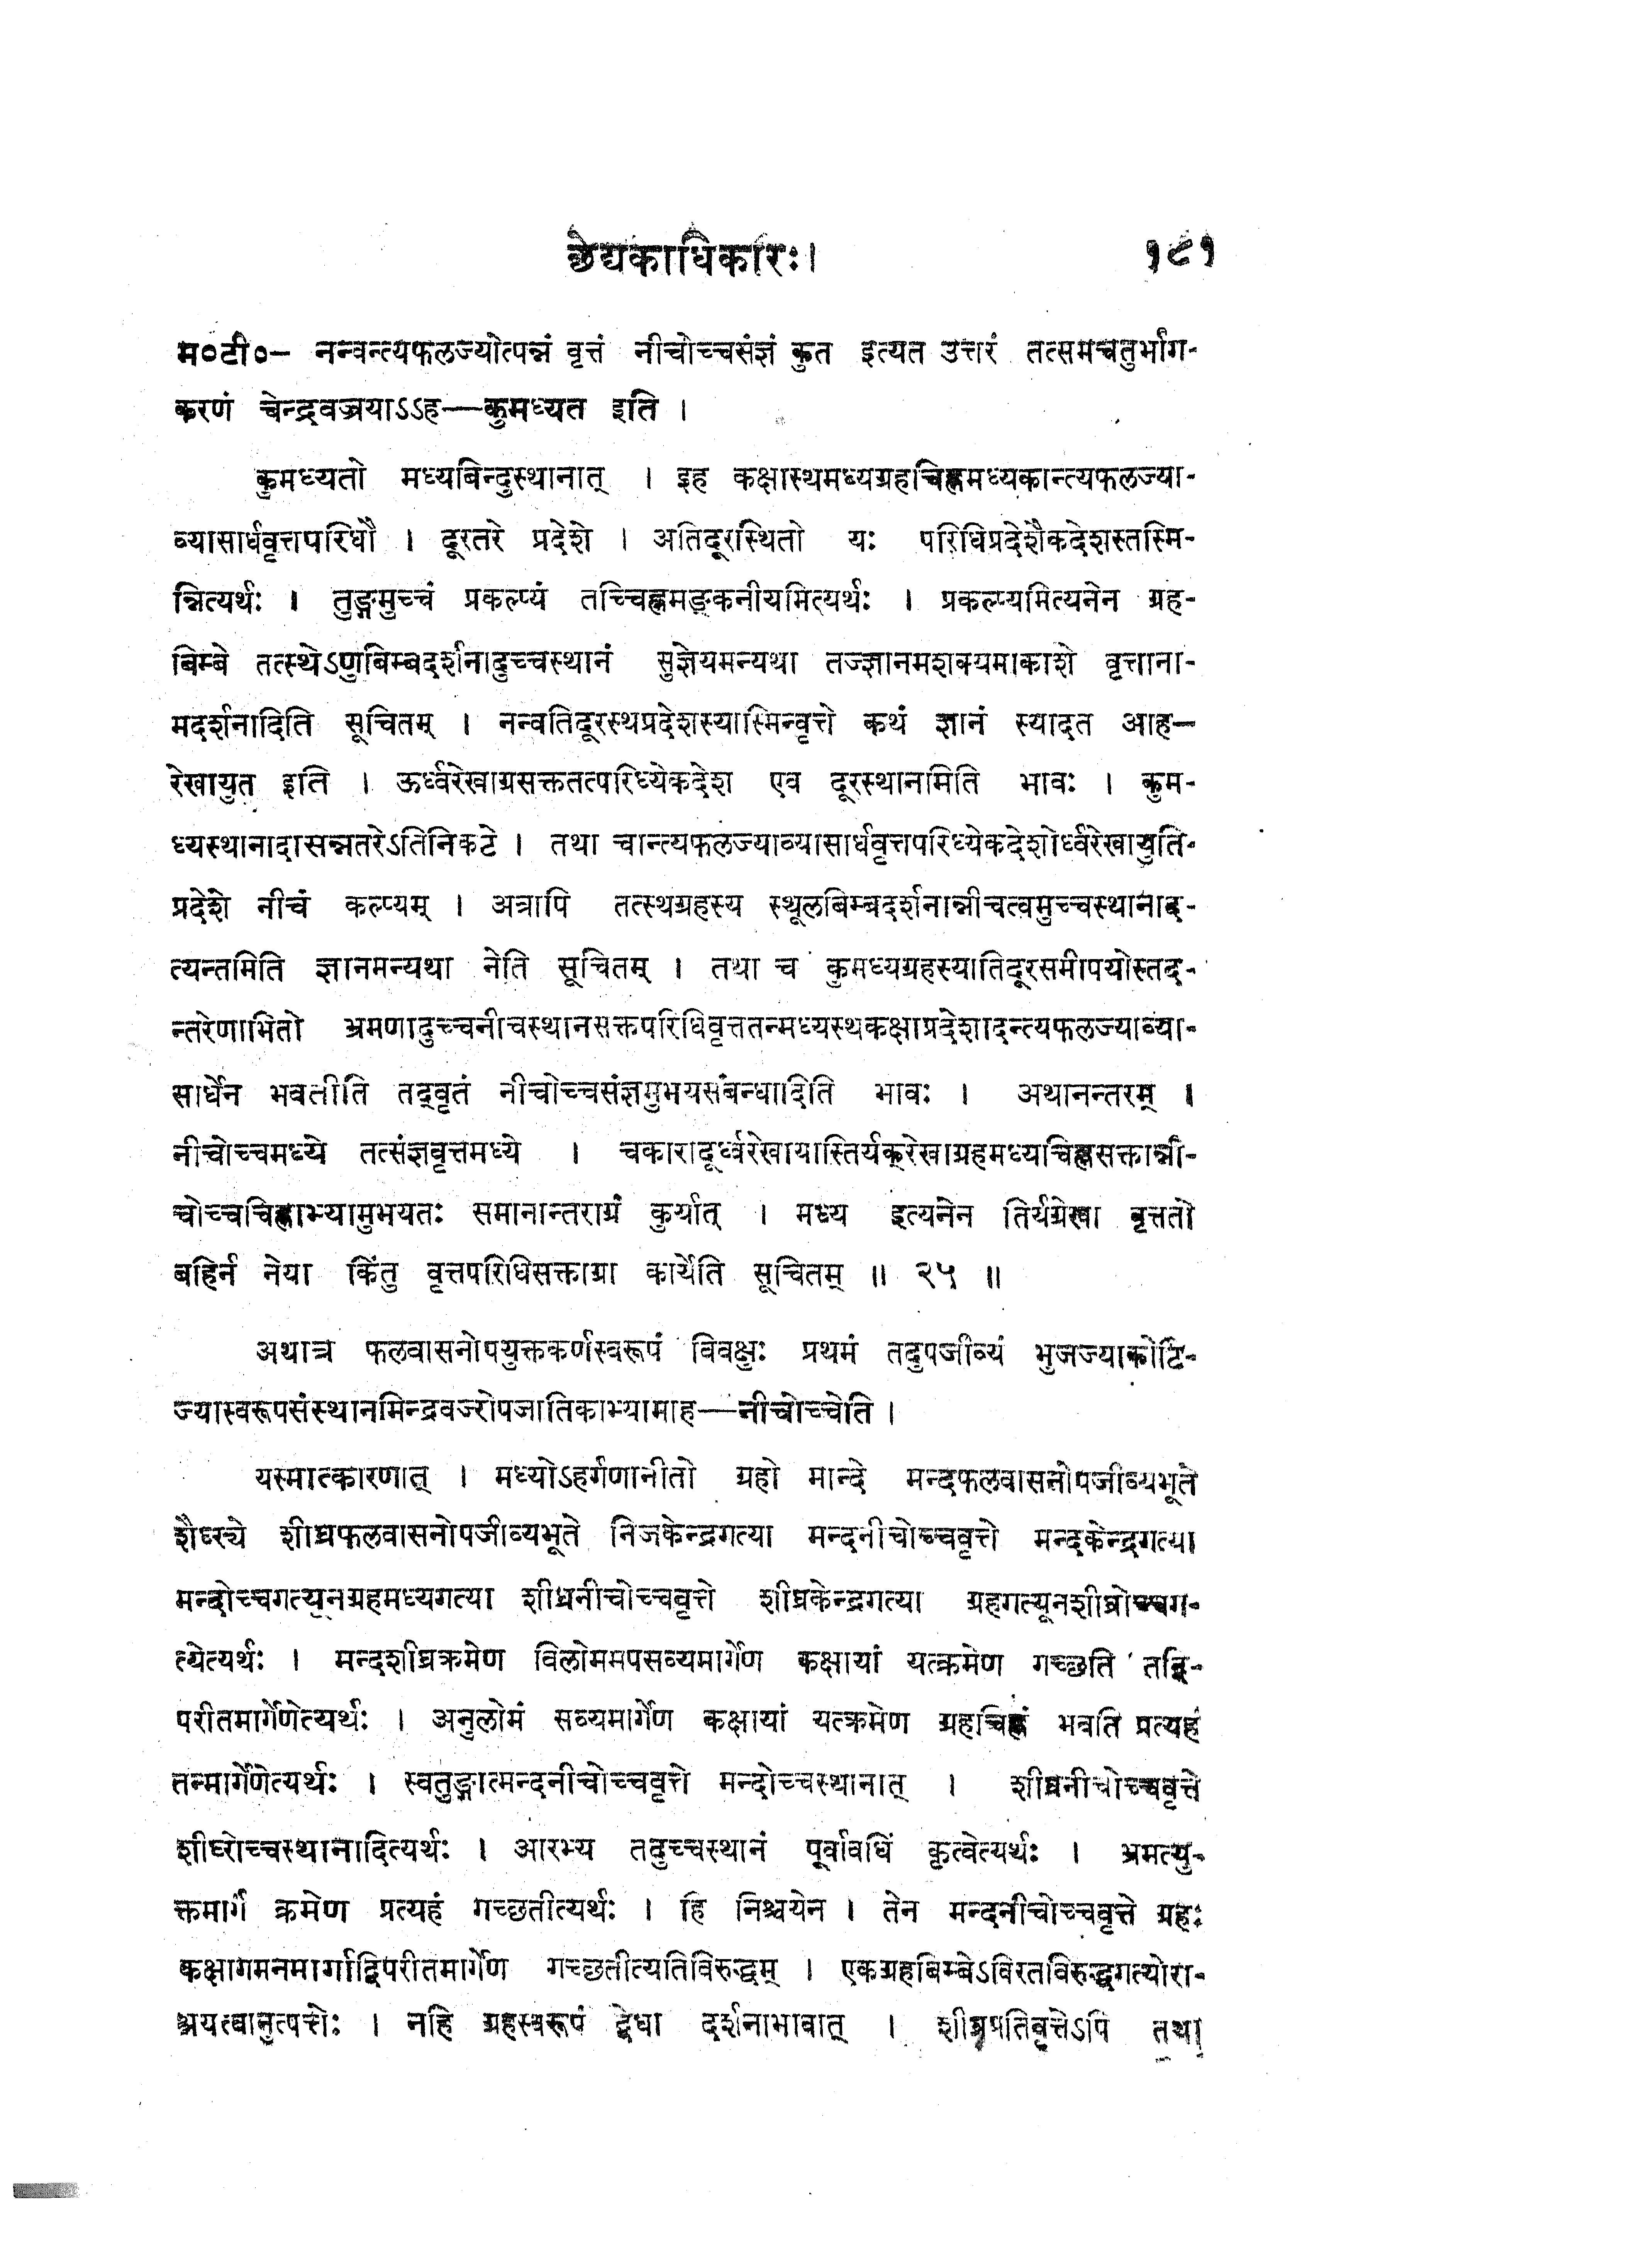 छेद्यकाधिकारः। १८१
म०टी०— नन्वन्त्यफलज्योत्पन्नं वृत्तं नीचोच्चसंज्ञं कुत इत्यत उत्तरं तत्समचतुर्भाग-
करणं चेन्द्रवज्रयाऽऽह—कुमध्यत इति ।
कुमध्यतो मध्यबिन्दुस्थानात् । इह कक्षास्थमध्यग्रहचिह्नमध्यकान्त्यफलज्या-
व्यासार्धवृत्तपरिधौ । दूरतरे प्रदेशे । अतिदूरस्थितो यः परिधिप्रदेशैकदेशस्तस्मि-
न्नित्यर्थः । तुङ्गमुच्चं प्रकल्प्यं तच्चिह्नमङ्कनीयमित्यर्थः । प्रकल्प्यमित्यनेन ग्रह-
बिम्बे तत्स्थेऽणुबिम्बदर्शनादुच्चस्थानं सुज्ञेयमन्यथा तज्ज्ञानमशक्यमाकाशे वृत्ताना-
मदर्शनादिति सूचितम् । नन्वतिदूरस्थप्रदेशस्यास्मिन्वृत्ते कथं ज्ञानं स्यादत आह—
रेखायुत इति । ऊर्ध्वरेखाग्रसक्ततत्परिध्येकदेश एव दूरस्थानमिति भावः । कुम-
ध्यस्थानादासन्नतरेऽतिनिकटे । तथा चान्त्यफलज्याव्यासार्धवृत्तपरिध्येकदेशोर्ध्वरेखायुति-
प्रदेशे नीचं कल्प्यम् । अत्रापि तत्स्थग्रहस्य स्थूलबिम्बदर्शनान्नीचत्वमुच्चस्थानाद-
त्यन्तमिति ज्ञानमन्यथा नेति सूचितम् । तथा च कुमध्यग्रहस्यातिदूरसमीपयोस्तद-
न्तरेणाभितो भ्रमणादुच्चनीचस्थानसक्तपरिधिवृत्ततन्मध्यस्थकक्षाप्रदेशादन्त्यफलज्याव्या-
सार्धेन भवतीति तद्वृतं नीचोच्चसंज्ञमुभयसंबन्धादिति भावः । अथानन्तरम् ।
नीचोच्चमध्ये तत्संज्ञवृत्तमध्ये । चकारादूर्ध्वरेखायास्तिर्यक्रेखाग्रहमध्यचिह्नसक्तान्नी-
चोच्चचिह्नाभ्यामुभयतः समानान्तराग्रं कुर्यात् । मध्य इत्यनेन तिर्यग्रेखा वृत्ततो
बहिर्न नेया किंतु वृत्तपरिधिसक्ताग्रा कार्येति सूचितम् ॥ २५ ॥
अथात्र फलवासनोपयुक्तकर्णस्वरूपं विवक्षुः प्रथमं तदुपजीव्यं भुजज्याकोटि-
ज्यास्वरूपसंस्थानमिन्द्रवज्रोपजातिकाभ्यामाह—नीचोच्चेति ।
यस्मात्कारणात् । मध्योऽहर्गणानीतो ग्रहो मान्दे मन्दफलवासनोपजीव्यभूते
शैघ्र्ये शीघ्रफलवासनोपजीव्यभूते निजकेन्द्रगत्या मन्दनीचोच्चवृत्ते मन्दकेन्द्रगत्या
मन्दोच्चगत्यूनग्रहमध्यगत्या शीघ्रनीचोच्चवृत्ते शीघ्रकेन्द्रगत्या ग्रहगत्यूनशीघ्रोच्चग-
त्येत्यर्थः । मन्दशीघ्रक्रमेण विलोममपसव्यमार्गेण कक्षायां यत्क्रमेण गच्छति तद्वि-
परीतमार्गेणेत्यर्थः । अनुलोमं सव्यमार्गेण कक्षायां यत्क्रमेण ग्रहचिह्नं भवति प्रत्यहं
तन्मार्गेणेत्यर्थः । स्वतुङ्गात्मन्दनीचोच्चवृत्ते मन्दोच्चस्थानात् । शीघ्रनीचोच्चवृत्ते
शीघ्रोच्चस्थानादित्यर्थः । आरभ्य तदुच्चस्थानं पूर्वावधिं कृत्वेत्यर्थः । भ्रमत्यु-
क्तमार्ग क्रमेण प्रत्यहं गच्छतीत्यर्थः । हि निश्चयेन । तेन मन्दनीचोच्चवृत्ते ग्रहः
कक्षागमनमार्गाद्विपरीतमार्गेण गच्छतीत्यतिविरुद्धम् । एकग्रहबिम्बेऽविरतविरुद्धगत्योरा-
श्रयत्वानुत्पत्तेः । नहि ग्रहस्वरूपं द्वेधा दर्शनाभावात् । शीघ्रप्रतिवृत्तेऽपि तथा